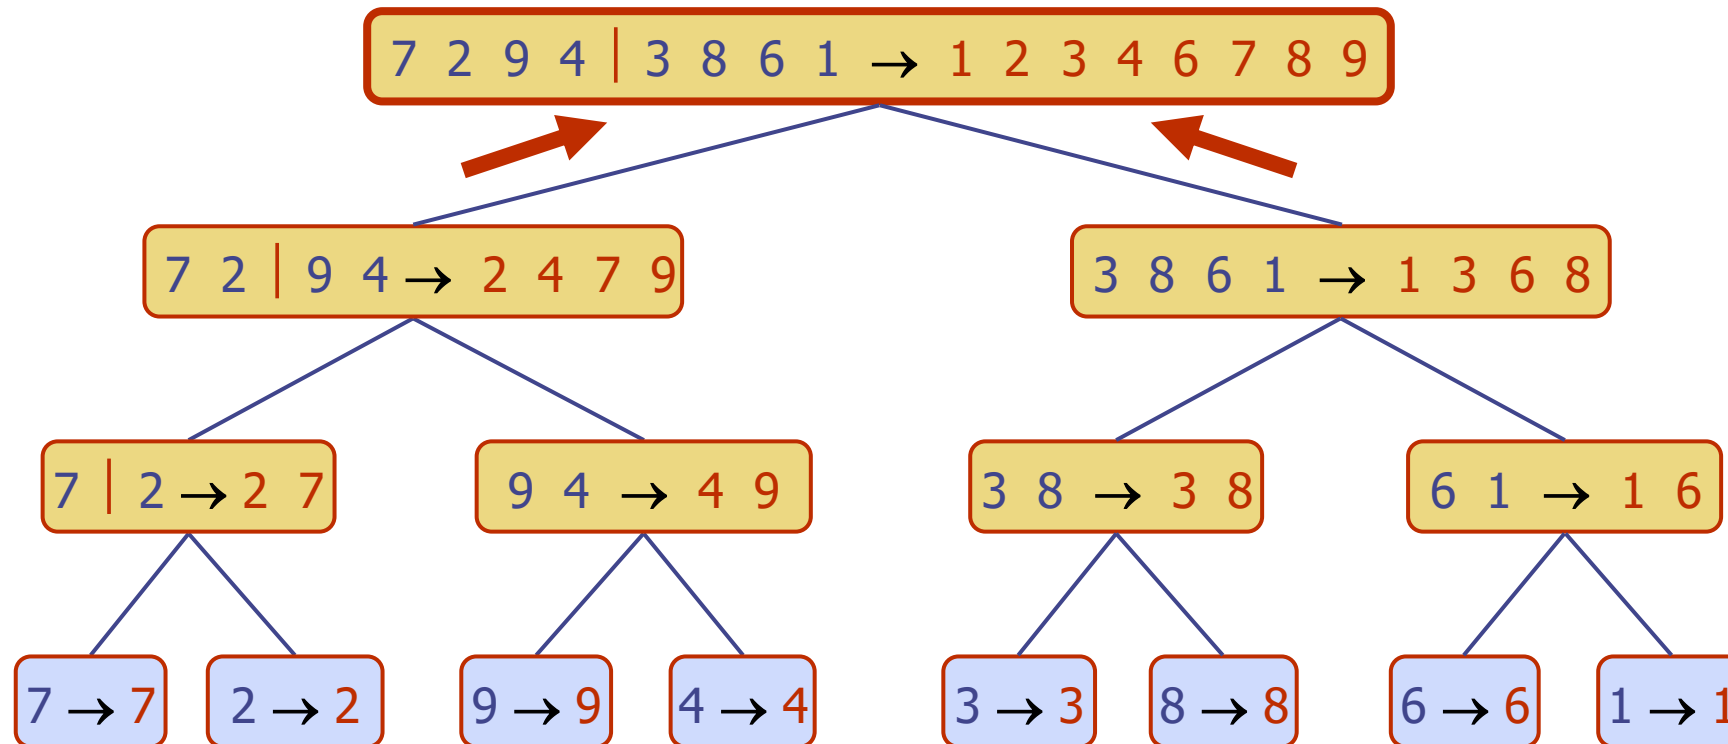 7 2 9 4 | 3 8 6 1 → 1 2 3 4 6 7 8 9
7 2 | 9 4 → 2 4 7 9
3 8 6 1 → 1 3 6 8
7 | 2 → 2 7
9 4 → 4 9
3 8 → 3 8
6 1 → 1 6
7 → 7
2 → 2
9 → 9
4 → 4
3 → 3
8 → 8
6 → 6
1 → 1